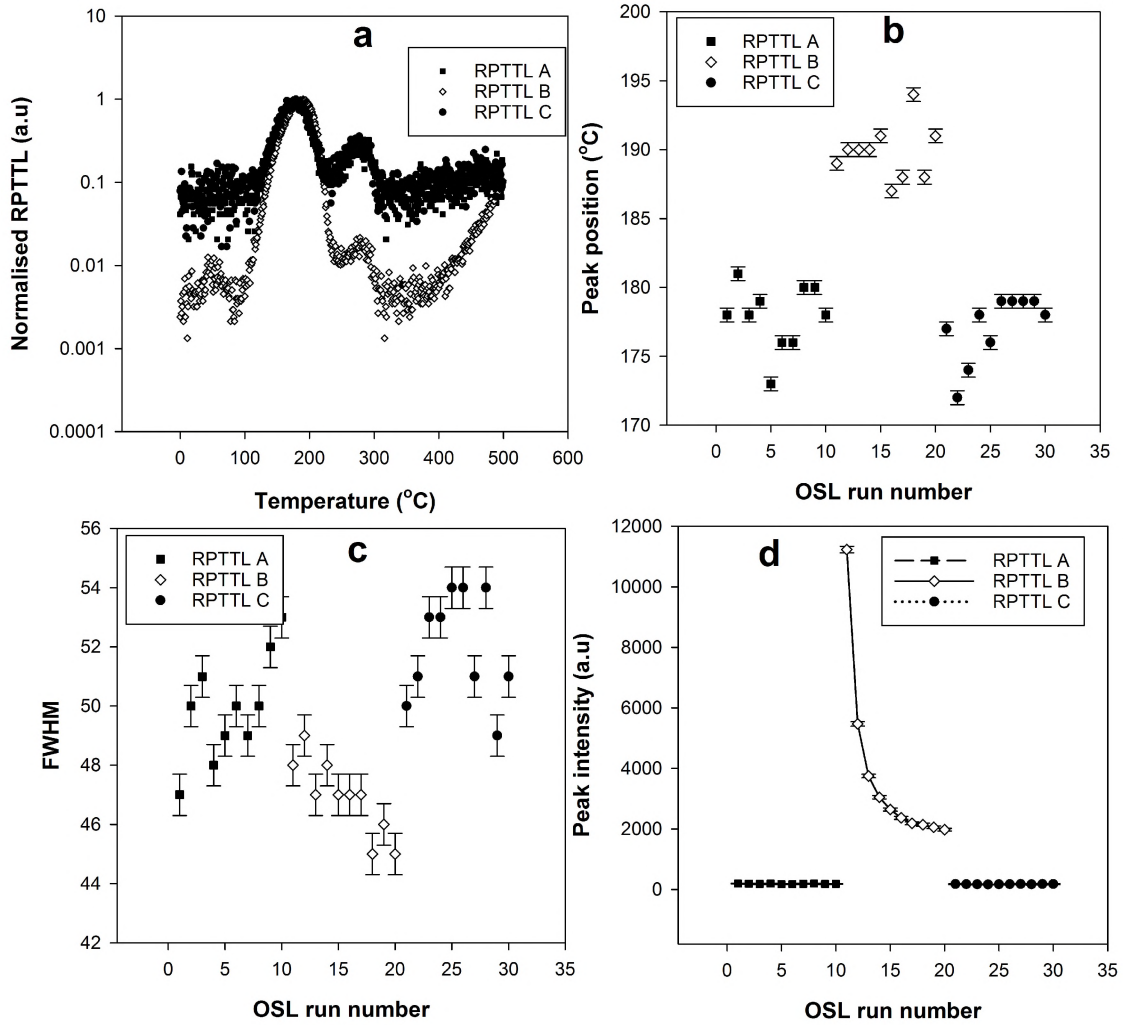 a
10
1
0.1
0.01
0.001
0.0001
Normalised RPTTL (a.u)
RPTTL A
RPTTL B
RPTTL C
0 100 200 300 400 500 600
Temperature (°C)
b
200
195
190
185
180
175
170
Peak position (°C)
RPTTL A
RPTTL B
RPTTL C
0 5 10 15 20 25 30 35
OSL run number
c
56
54
52
50
48
46
44
42
FWHM
RPTTL A
RPTTL B
RPTTL C
0 5 10 15 20 25 30 35
OSL run number
d
12000
10000
8000
6000
4000
2000
0
Peak intensity (a.u)
RPTTL A
RPTTL B
RPTTL C
0 5 10 15 20 25 30 35
OSL run number